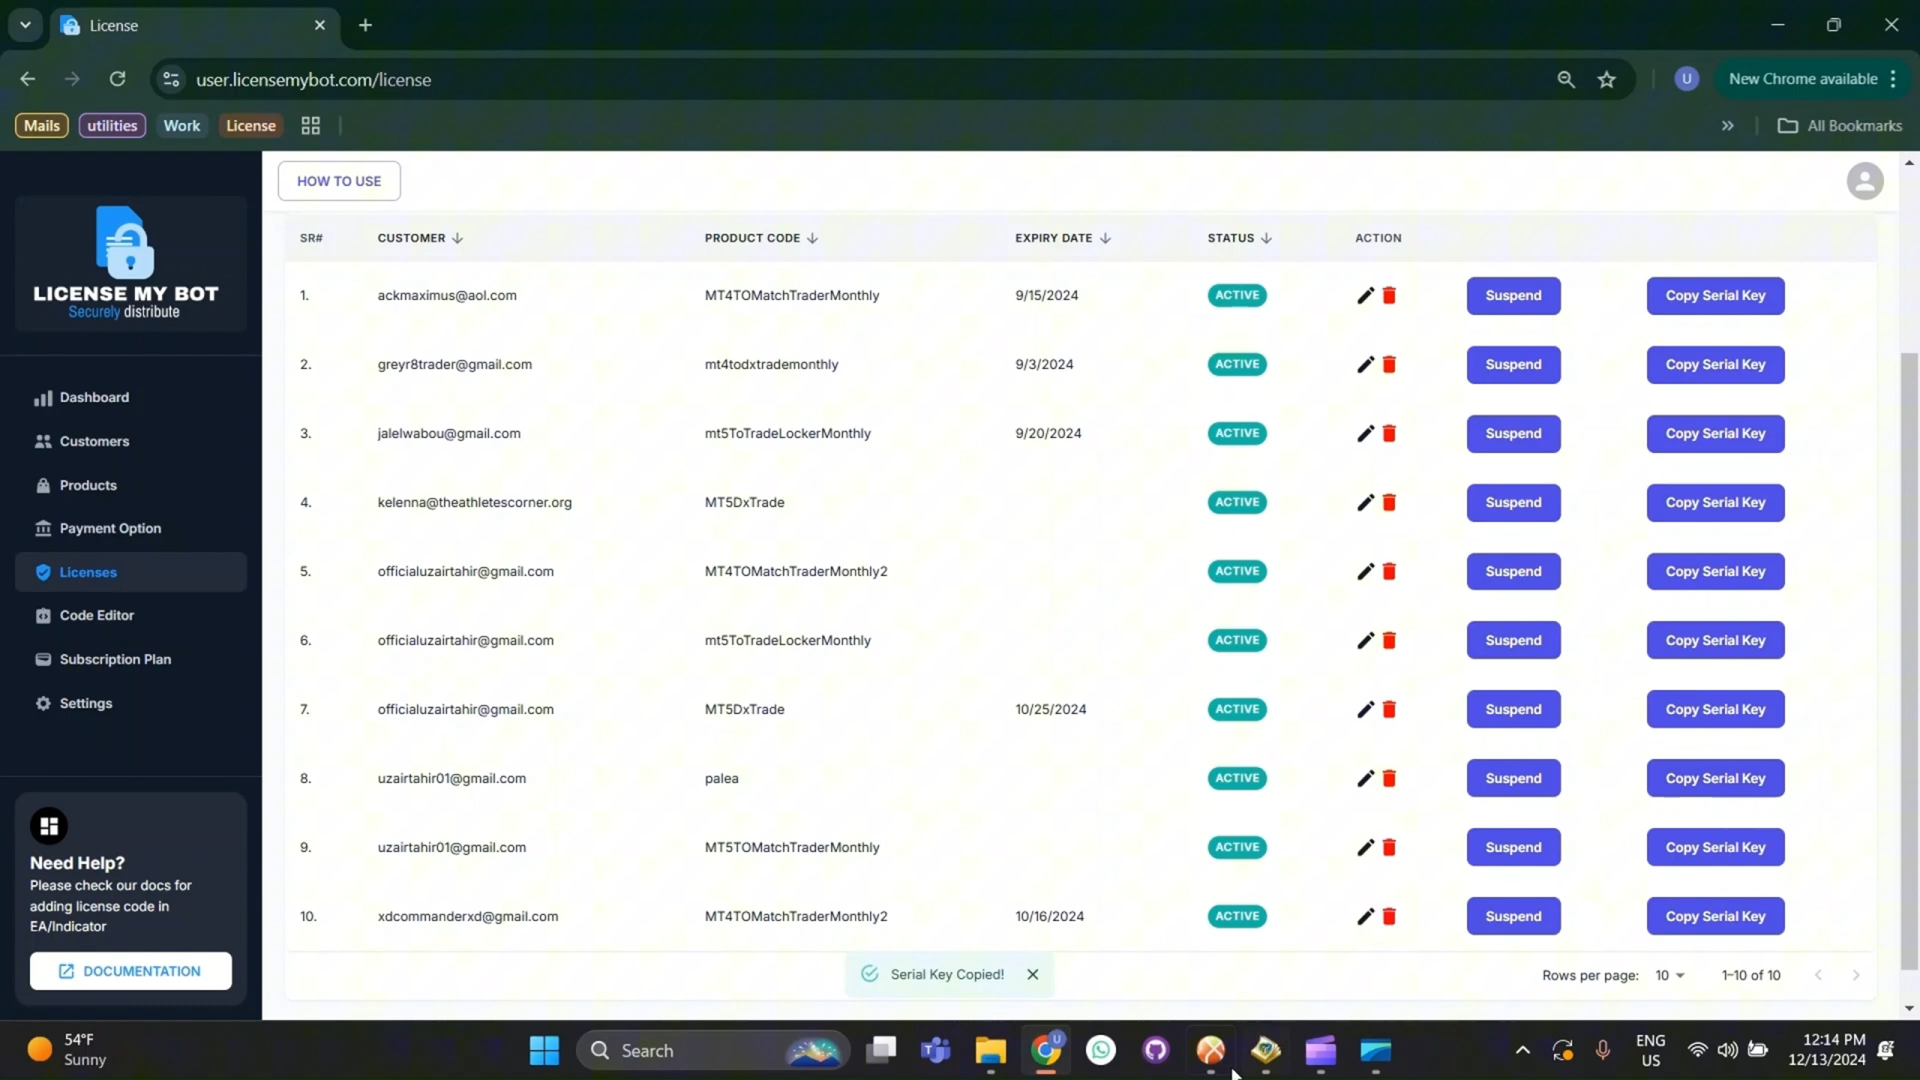 License
user.licensemybot.com/license
New Chrome available
Mails utilities Work License
All Bookmarks
HOW TO USE
LICENSE MY BOT
Securely distribute
Dashboard
Customers
Products
Payment Option
Licenses
Code Editor
Subscription Plan
Settings
Need Help?
Please check our docs for
adding license code in
EA/Indicator
DOCUMENTATION
SR# CUSTOMER PRODUCT CODE EXPIRY DATE STATUS ACTION
1. ackmaximus@aol.com MT4TOMatchTraderMonthly 9/15/2024 ACTIVE Suspend Copy Serial Key
2. greyr8trader@gmail.com mt4todxtrademonthly 9/3/2024 ACTIVE Suspend Copy Serial Key
3. jalelwabou@gmail.com mt5ToTradeLockerMonthly 9/20/2024 ACTIVE Suspend Copy Serial Key
4. kelenna@theathletescorner.org MT5DxTrade ACTIVE Suspend Copy Serial Key
5. officialuzairtahir@gmail.com MT4TOMatchTraderMonthly2 ACTIVE Suspend Copy Serial Key
6. officialuzairtahir@gmail.com mt5ToTradeLockerMonthly ACTIVE Suspend Copy Serial Key
7. officialuzairtahir@gmail.com MT5DxTrade 10/25/2024 ACTIVE Suspend Copy Serial Key
8. uzairtahir01@gmail.com palea ACTIVE Suspend Copy Serial Key
9. uzairtahir01@gmail.com MT5TOMatchTraderMonthly ACTIVE Suspend Copy Serial Key
10. xdcommanderxd@gmail.com MT4TOMatchTraderMonthly2 10/16/2024 ACTIVE Suspend Copy Serial Key
Serial Key Copied!
Rows per page: 10 1–10 of 10
54°F
Sunny
Search
ENG
US
12:14 PM
12/13/2024
U
U